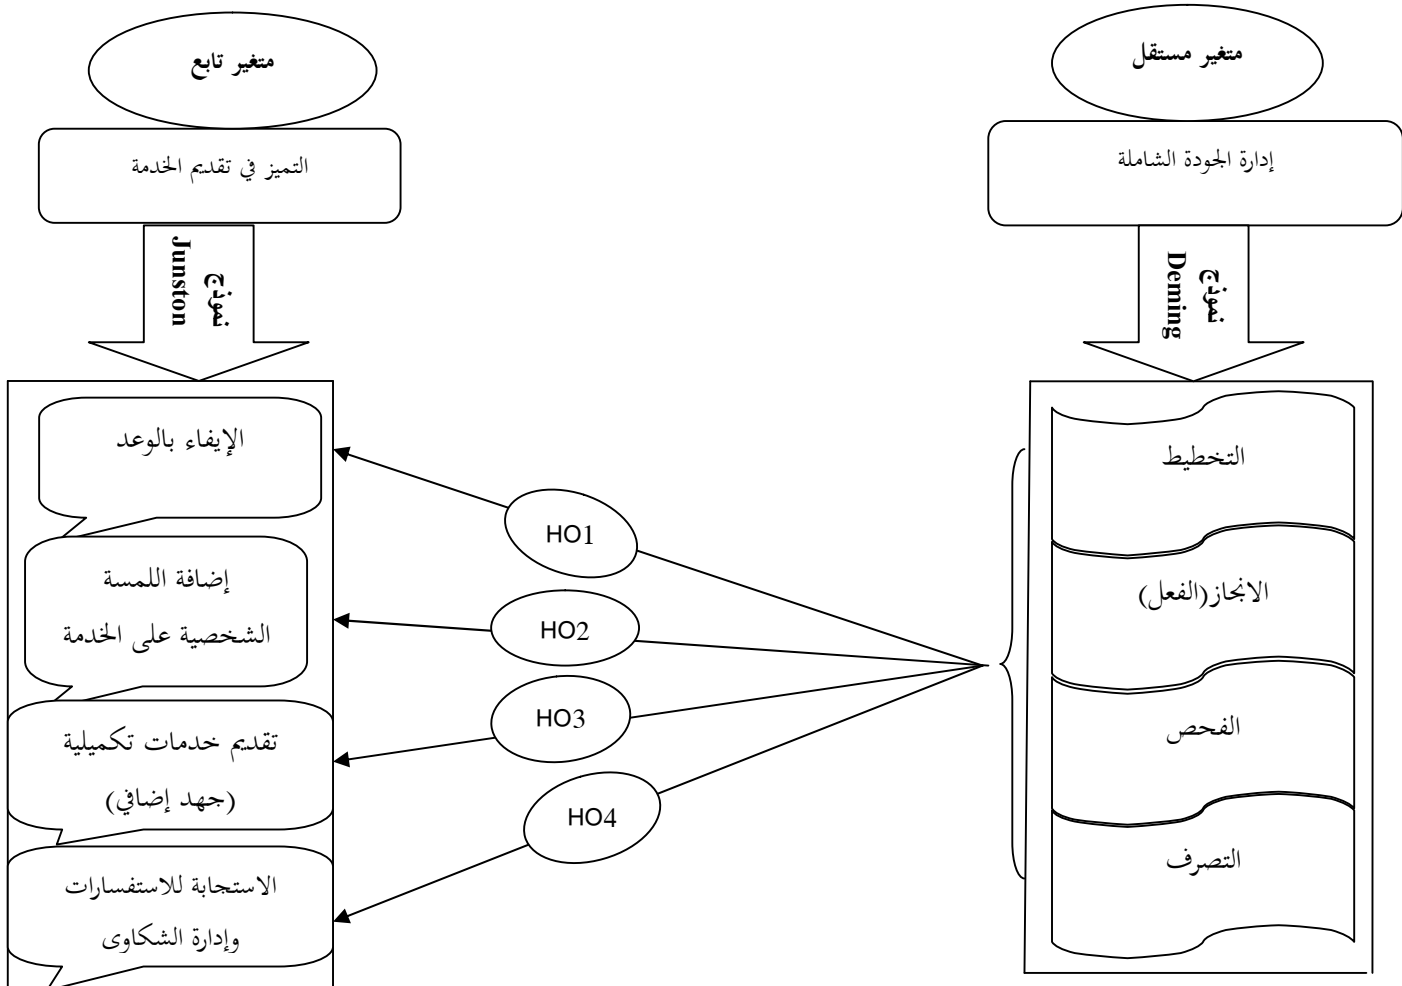 متغير مستقل
إدارة الجودة الشاملة
نموذج
Deming
التخطيط
الانجاز(الفعل)
الفحص
التصرف
HO1
HO2
HO3
HO4
متغير تابع
التميز في تقديم الخدمة
نموذج
Junston
الإيفاء بالوعد
إضافة اللمسة
الشخصية على الخدمة
تقديم خدمات تكميلية
(جهد إضافي)
الاستجابة للاستفسارات
وإدارة الشكاوى